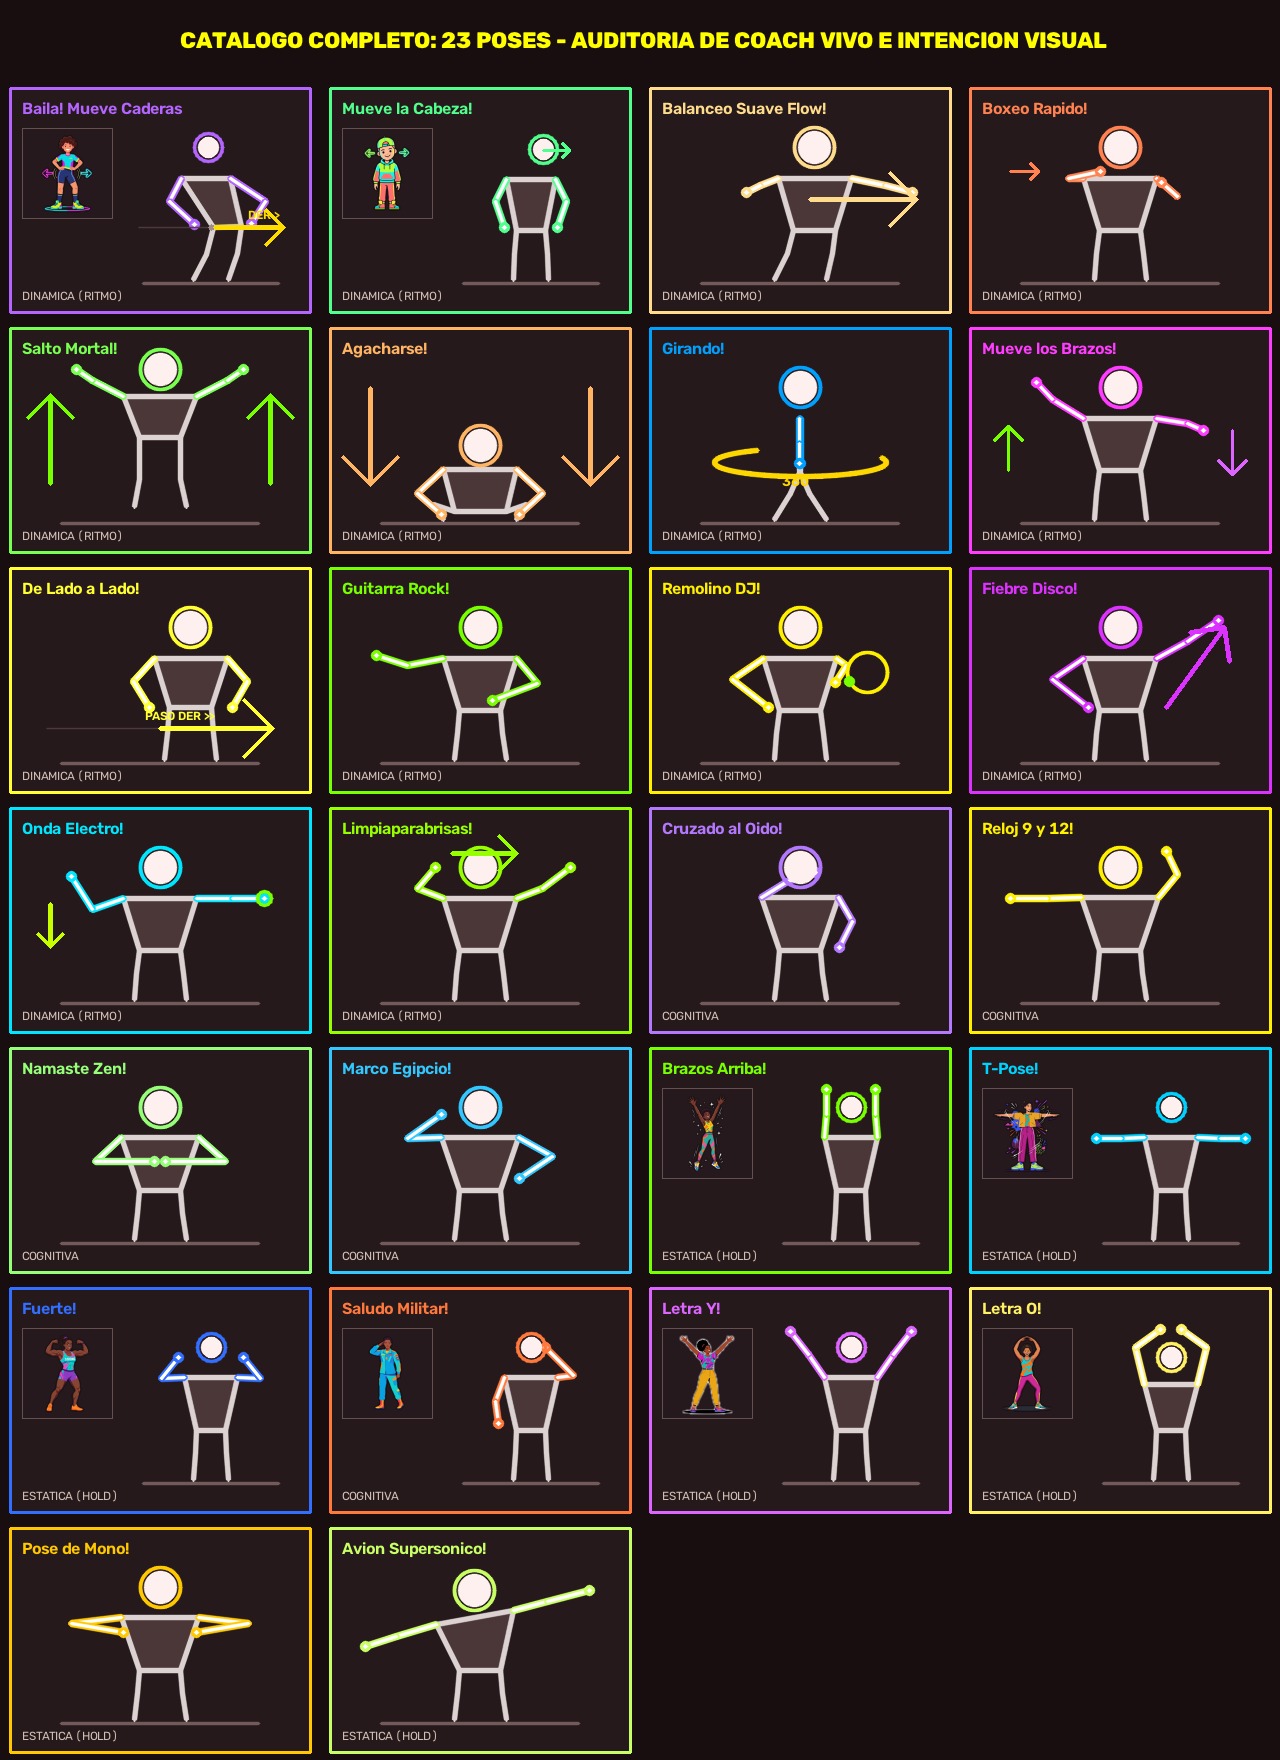 CATALOGO COMPLETO: 23 POSES - AUDITORIA DE COACH VIVO E INTENCION VISUAL
Baila! Mueve Caderas
DER >
DINAMICA (RITMO)
Mueve la Cabeza!
DINAMICA (RITMO)
Balanceo Suave Flow!
DINAMICA (RITMO)
Boxeo Rapido!
DINAMICA (RITMO)
Salto Mortal!
DINAMICA (RITMO)
Agacharse!
DINAMICA (RITMO)
Girando!
DINAMICA (RITMO)
Mueve los Brazos!
DINAMICA (RITMO)
De Lado a Lado!
PASO DER >
DINAMICA (RITMO)
Guitarra Rock!
DINAMICA (RITMO)
Remolino DJ!
DINAMICA (RITMO)
Fiebre Disco!
DINAMICA (RITMO)
Onda Electro!
DINAMICA (RITMO)
Limpiaparabrisas!
DINAMICA (RITMO)
Cruzado al Oido!
COGNITIVA
Reloj 9 y 12!
COGNITIVA
Namaste Zen!
COGNITIVA
Marco Egipcio!
COGNITIVA
Brazos Arriba!
ESTATICA (HOLD)
T-Pose!
ESTATICA (HOLD)
Fuerte!
ESTATICA (HOLD)
Saludo Militar!
COGNITIVA
Letra Y!
ESTATICA (HOLD)
Letra O!
ESTATICA (HOLD)
Pose de Mono!
ESTATICA (HOLD)
Avion Supersonico!
ESTATICA (HOLD)